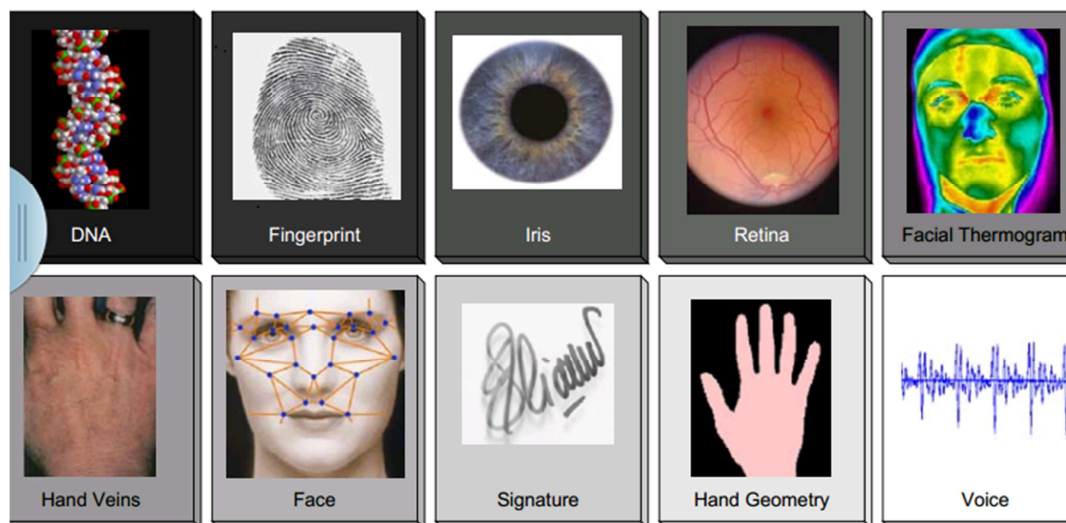 DNA
Fingerprint
Iris
Retina
Facial Thermogram
Hand Veins
Face
Signature
Hand Geometry
Voice